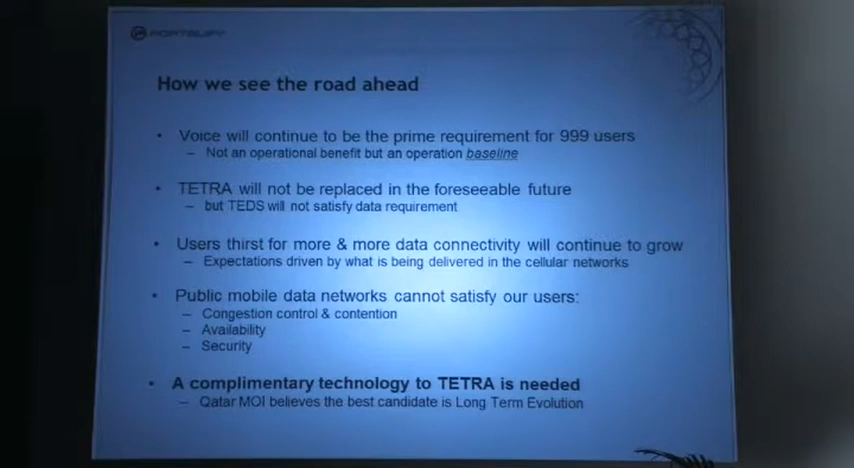 How we see the road ahead
• Voice will continue to be the prime requirement for 999 users
– Not an operational benefit but an operation baseline
• TETRA will not be replaced in the foreseeable future
– but TEDS will not satisfy data requirement
• Users thirst for more & more data connectivity will continue to grow
– Expectations driven by what is being delivered in the cellular networks
• Public mobile data networks cannot satisfy our users:
– Congestion control & contention
– Availability
– Security
• A complimentary technology to TETRA is needed
– Qatar MOI believes the best candidate is Long Term Evolution